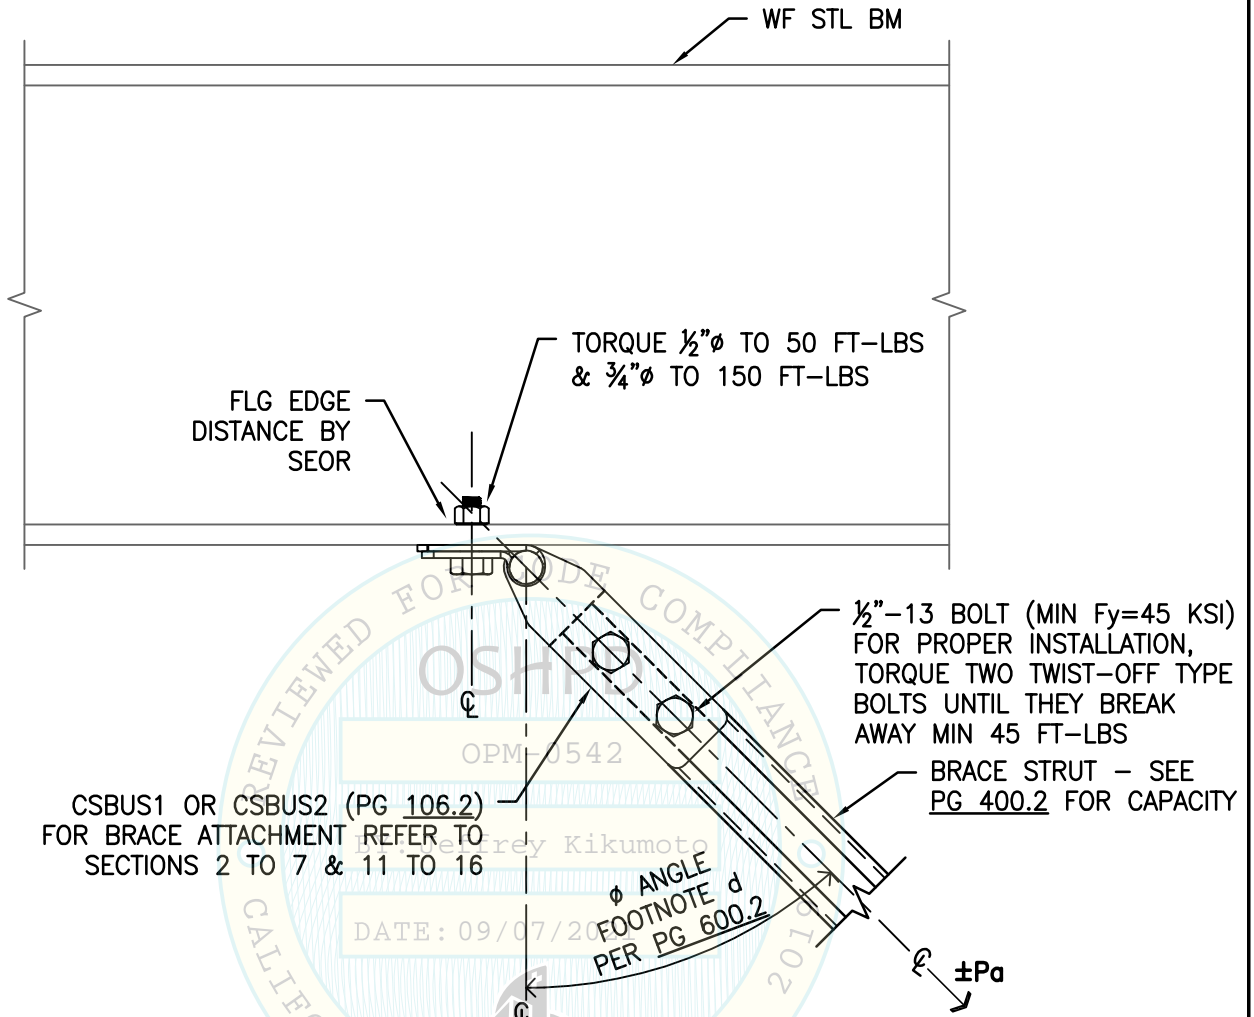 WF STL BM
TORQUE ½"ø TO 50 FT-LBS
& ¾"ø TO 150 FT-LBS
FLG EDGE
DISTANCE BY
SEOR
½"-13 BOLT (MIN Fy=45 KSI)
FOR PROPER INSTALLATION,
TORQUE TWO TWIST-OFF TYPE
BOLTS UNTIL THEY BREAK
AWAY MIN 45 FT-LBS
BRACE STRUT - SEE
PG 400.2 FOR CAPACITY
CSBUS1 OR CSBUS2 (PG 106.2)
FOR BRACE ATTACHMENT REFER TO
SECTIONS 2 TO 7 & 11 TO 16
ø ANGLE
FOOTNOTE d
PER PG 600.2
℄
℄
℄
±Pa
REVIEWED FOR CODE COMPLIANCE
OSHPD
OPM-0542
BY: Jeffrey Kikumoto
DATE: 09/07/2021